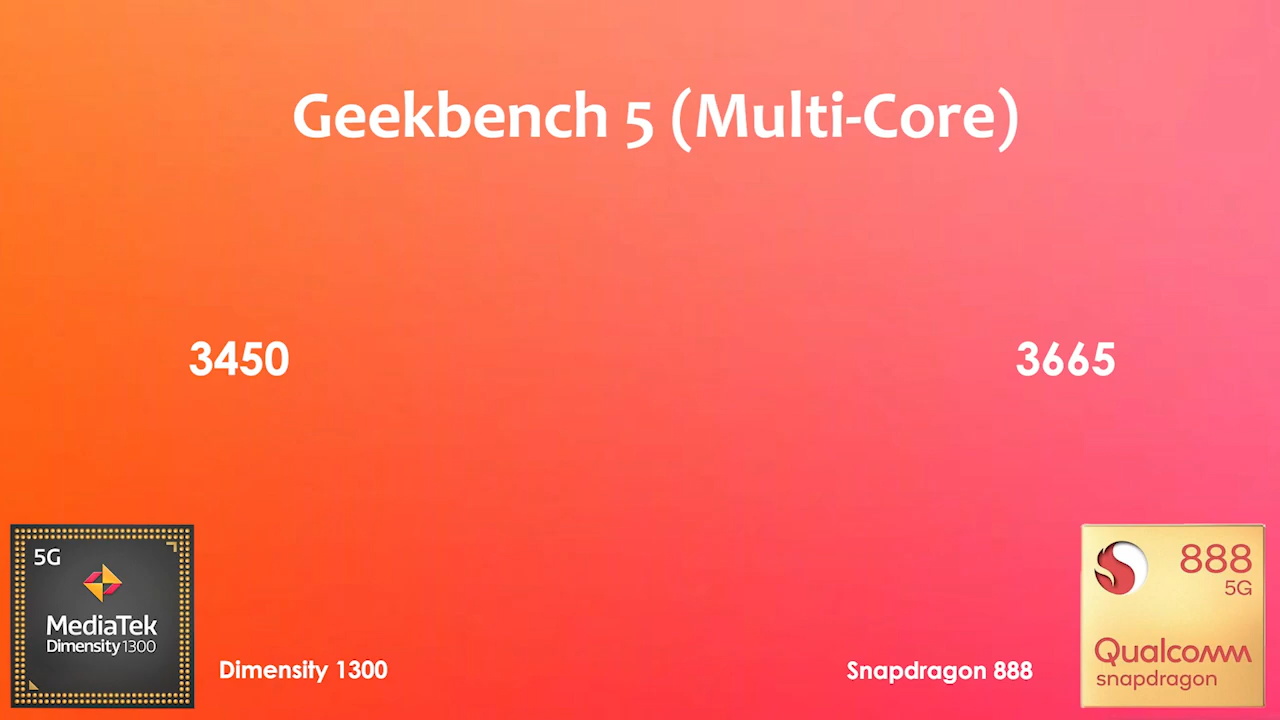 Geekbench 5 (Multi-Core)
3450
3665
5G
MediaTek
Dimensity 1300
Dimensity 1300
Snapdragon 888
888
5G
Qualcomm
snapdragon